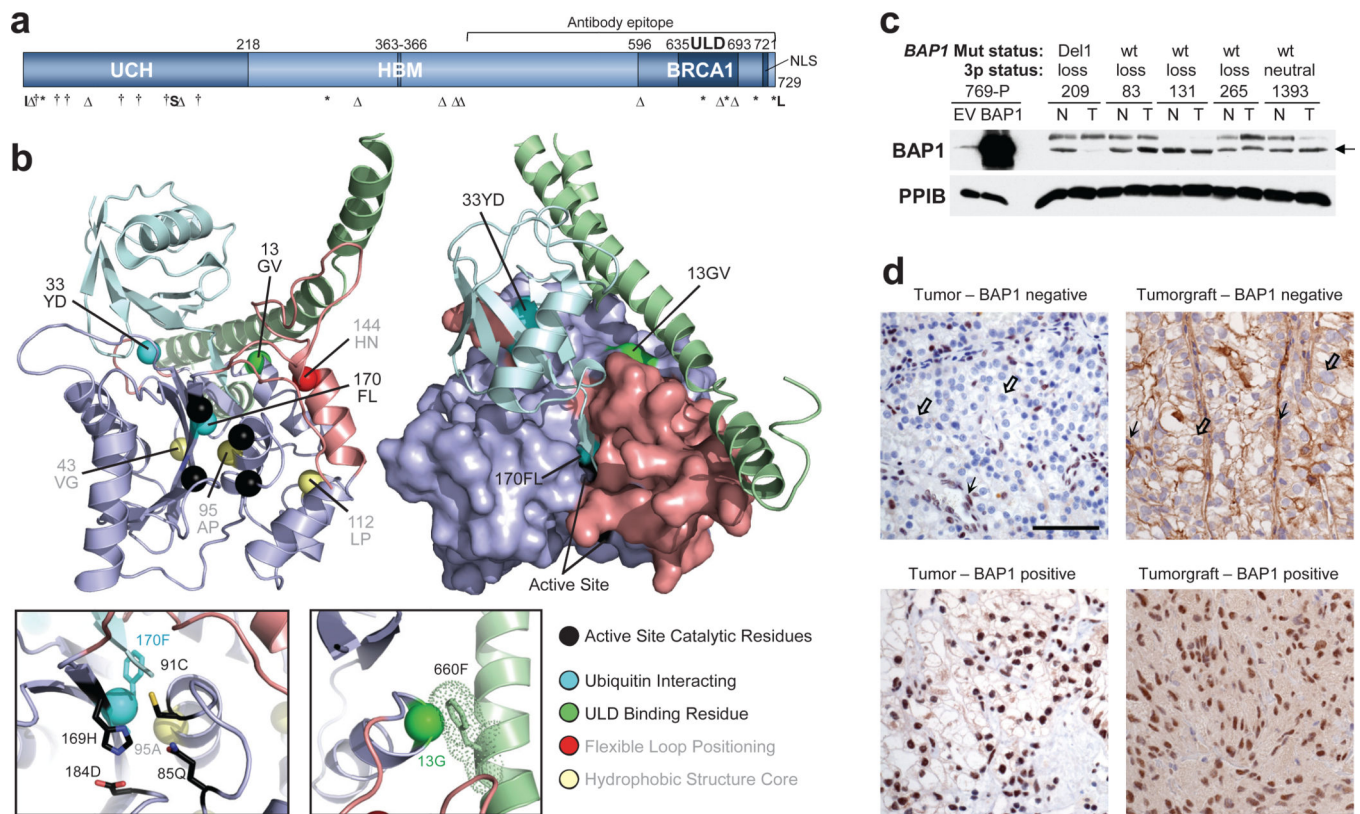 a
Antibody epitope
218 363-366 596 635 ULD 693 721
UCH HBM BRCA1 NLS
729
I Δ † * † † Δ † † † S Δ † * Δ Δ Δ Δ Δ * Δ * Δ * * L
b
33
YD
13
GV
144
HN
170
FL
43
VG
95
AP
112
LP
33YD
13GV
170FL
Active Site
170F
91C
169H
95A
184D
85Q
660F
13G
Active Site Catalytic Residues
Ubiquitin Interacting
ULD Binding Residue
Flexible Loop Positioning
Hydrophobic Structure Core
c
BAP1 Mut status: Del1 wt wt wt wt
3p status: loss loss loss loss neutral
769-P 209 83 131 265 1393
EV BAP1 N T N T N T N T N T
BAP1
PPIB
d
Tumor – BAP1 negative
Tumorgraft – BAP1 negative
Tumor – BAP1 positive
Tumorgraft – BAP1 positive